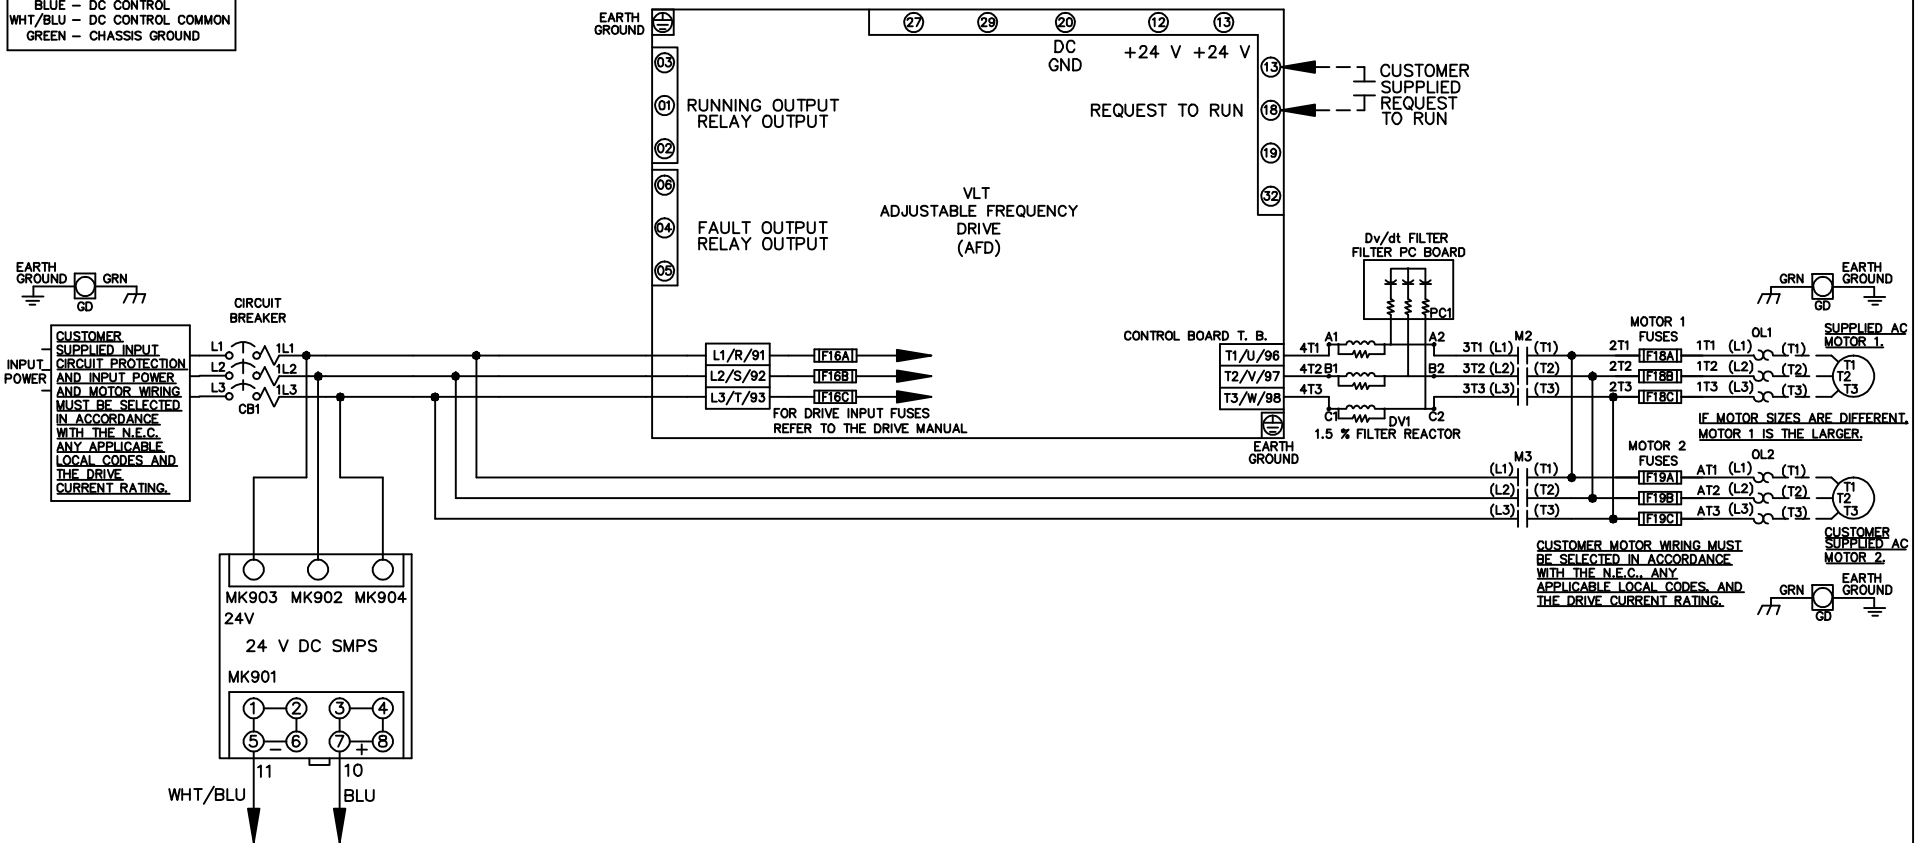 BLUE – DC CONTROL
WHT/BLU – DC CONTROL COMMON
GREEN – CHASSIS GROUND
EARTH
GROUND
27 29 20 12 13
DC
GND
+24 V +24 V
03
01
02
RUNNING OUTPUT
RELAY OUTPUT
06
04
05
FAULT OUTPUT
RELAY OUTPUT
13
REQUEST TO RUN 18
19
32
CUSTOMER
SUPPLIED
REQUEST
TO RUN
VLT
ADJUSTABLE FREQUENCY
DRIVE
(AFD)
EARTH
GROUND
GRN
GD
CIRCUIT
BREAKER
INPUT
POWER
CUSTOMER
SUPPLIED INPUT
CIRCUIT PROTECTION
AND INPUT POWER
AND MOTOR WIRING
MUST BE SELECTED
IN ACCORDANCE
WITH THE N.E.C.
ANY APPLICABLE
LOCAL CODES AND
THE DRIVE
CURRENT RATING.
L1 1L1
L2 1L2
L3 1L3
CB1
L1/R/91 F16A
L2/S/92 F16B
L3/T/93 F16C
FOR DRIVE INPUT FUSES
REFER TO THE DRIVE MANUAL
CONTROL BOARD T. B.
T1/U/96
T2/V/97
T3/W/98
EARTH
GROUND
Dv/dt FILTER
FILTER PC BOARD
PC1
4T1 A1 A2
4T2 B1 B2
4T3 C1 C2
DV1
1.5 % FILTER REACTOR
M2
3T1 (L1) (T1)
3T2 (L2) (T2)
3T3 (L3) (T3)
MOTOR 1
FUSES
2T1 F18A 1T1 (L1) (T1)
2T2 F18B 1T2 (L2) (T2)
2T3 F18C 1T3 (L3) (T3)
OL1
GRN
GD
EARTH
GROUND
SUPPLIED AC
MOTOR 1.
T1
T2
T3
IF MOTOR SIZES ARE DIFFERENT,
MOTOR 1 IS THE LARGER.
M3
(L1) (T1)
(L2) (T2)
(L3) (T3)
MOTOR 2
FUSES
F19A AT1 (L1) (T1)
F19B AT2 (L2) (T2)
F19C AT3 (L3) (T3)
OL2
T1
T2
T3
CUSTOMER
SUPPLIED AC
MOTOR 2.
CUSTOMER MOTOR WIRING MUST
BE SELECTED IN ACCORDANCE
WITH THE N.E.C., ANY
APPLICABLE LOCAL CODES, AND
THE DRIVE CURRENT RATING.
GRN
GD
EARTH
GROUND
MK903 MK902 MK904
24V
24 V DC SMPS
MK901
1 2 3 4
5 – 6 7 + 8
11 10
WHT/BLU BLU